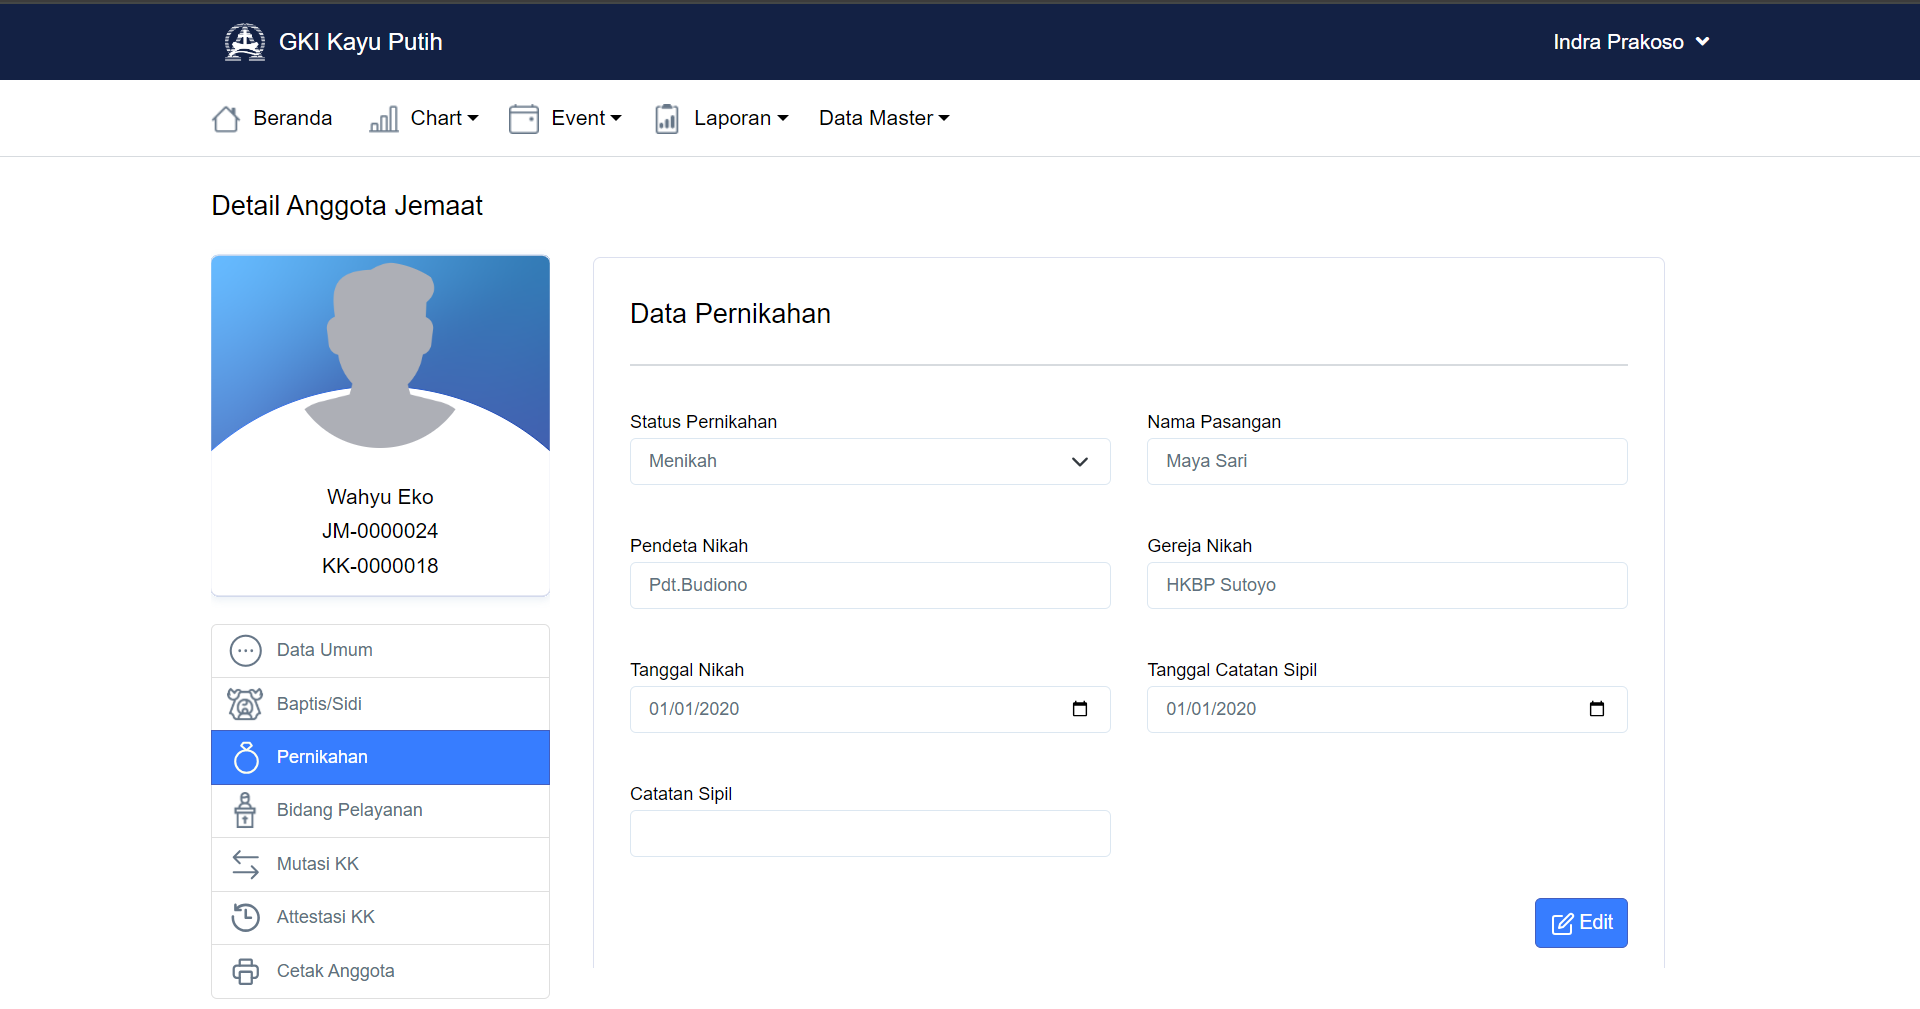 GKI Kayu Putih
Indra Prakoso
Beranda
Chart
Event
Laporan
Data Master
Detail Anggota Jemaat
Wahyu Eko
JM-0000024
KK-0000018
Data Umum
Baptis/Sidi
Pernikahan
Bidang Pelayanan
Mutasi KK
Attestasi KK
Cetak Anggota
Data Pernikahan
Status Pernikahan
Menikah
Nama Pasangan
Maya Sari
Pendeta Nikah
Pdt.Budiono
Gereja Nikah
HKBP Sutoyo
Tanggal Nikah
01/01/2020
Tanggal Catatan Sipil
01/01/2020
Catatan Sipil
Edit